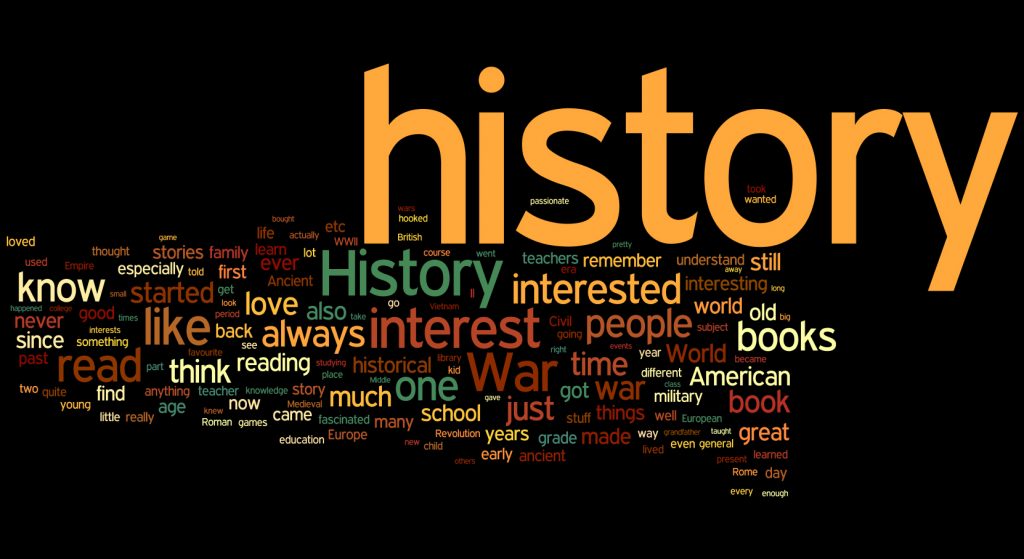 history
passionate
took
wanted
wars
hooked
British
bought
etc
life
actually
WWII
loved
game
thought
stories
family
learn
lot
course
went
pretty
teachers
remember
understand
still
away
used
Empire
especially
told
first
ever
History
era
know
small
started
get
Ancient
II
interested
interesting
long
happened
college
times
period
look
love
also
take
go
Vietnam
Civil
world
old
big
never
good
like
back
always
interest
going
people
subject
books
since
interests
something
see
favourite
right
events
year
World
became
past
read
part
think
reading
studying
place
historical
library
kid
War
time
different
American
class
two
quite
find
anything
teacher
knowledge
story
Middle
one
gave
got
war
military
book
young
little
really
age
knew
now
Medieval
much
came
Roman
games
fascinated
many
school
just
stuff
things
well
European
education
Europe
new
child
Revolution
years
grade
made
way
grandfather
taught
even
general
great
lived
early
ancient
others
present
learned
Rome
day
every
enough